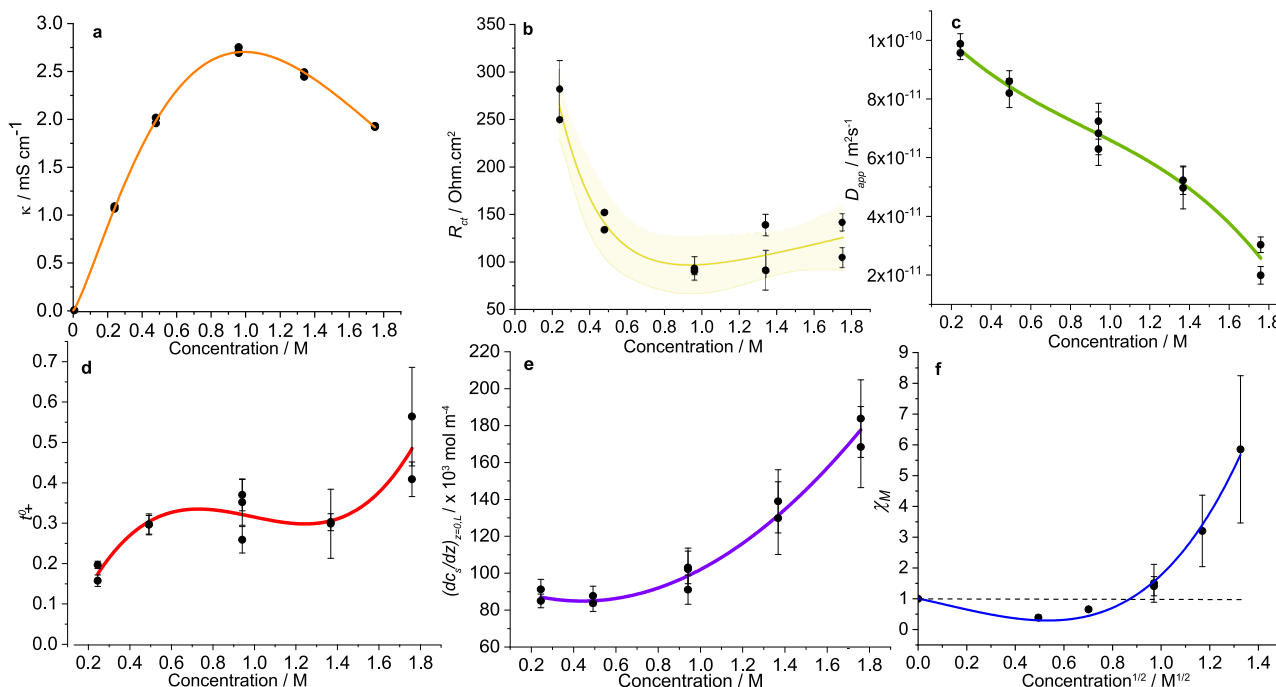 a
3.0
2.5
2.0
1.5
1.0
0.5
0.0
κ / mS cm⁻¹
0.0 0.2 0.4 0.6 0.8 1.0 1.2 1.4 1.6 1.8
Concentration / M
b
350
300
250
200
150
100
50
R_ct / Ohm.cm²
0.0 0.2 0.4 0.6 0.8 1.0 1.2 1.4 1.6 1.8
Concentration / M
c
1x10⁻¹⁰
8x10⁻¹¹
6x10⁻¹¹
4x10⁻¹¹
2x10⁻¹¹
D_app / m²s⁻¹
0.2 0.4 0.6 0.8 1.0 1.2 1.4 1.6 1.8
Concentration / M
d
0.7
0.6
0.5
0.4
0.3
0.2
0.1
0.0
t⁰₊
0.2 0.4 0.6 0.8 1.0 1.2 1.4 1.6 1.8
Concentration / M
e
220
200
180
160
140
120
100
80
60
(dc_s/dz)_z=0,L / x 10³ mol m⁻⁴
0.2 0.4 0.6 0.8 1.0 1.2 1.4 1.6 1.8
Concentration / M
f
9
8
7
6
5
4
3
2
1
0
χ_M
0.0 0.2 0.4 0.6 0.8 1.0 1.2 1.4
Concentration¹/² / M¹/²